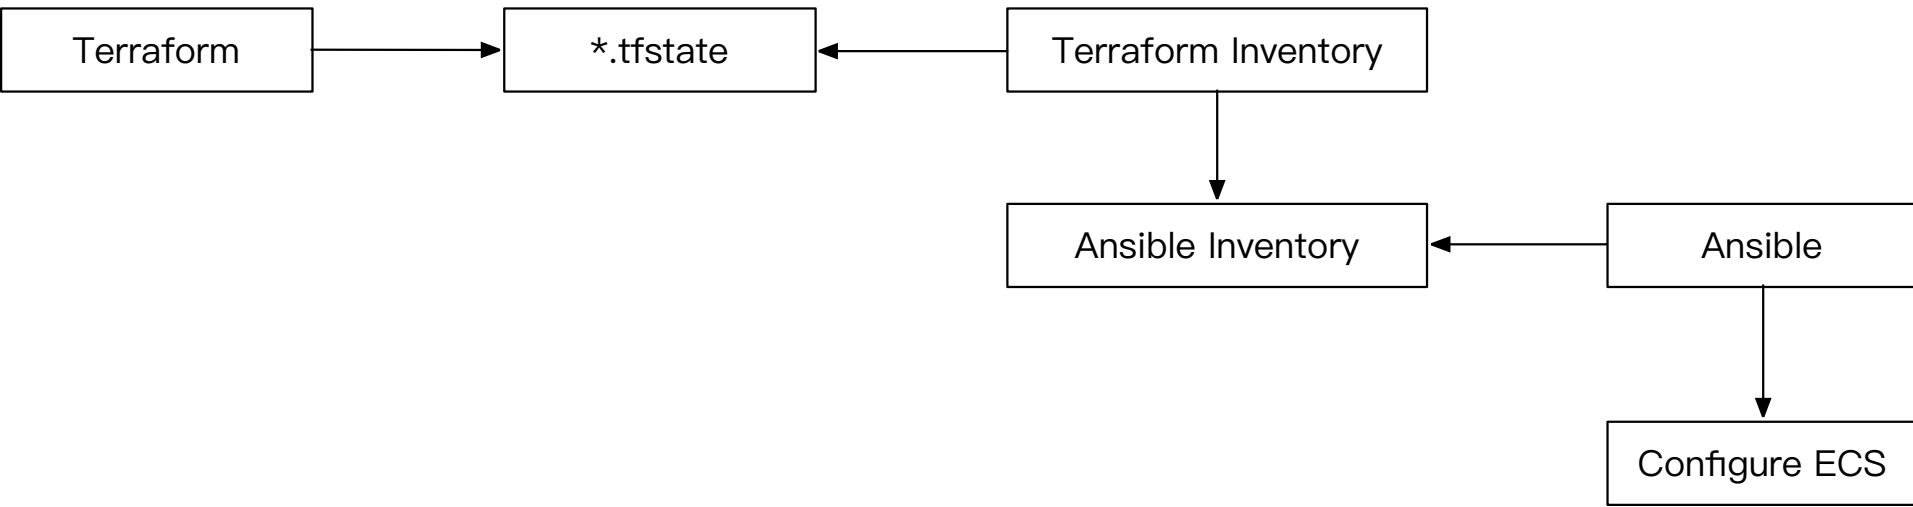 Terraform
*.tfstate
Terraform Inventory
Ansible Inventory
Ansible
Configure ECS